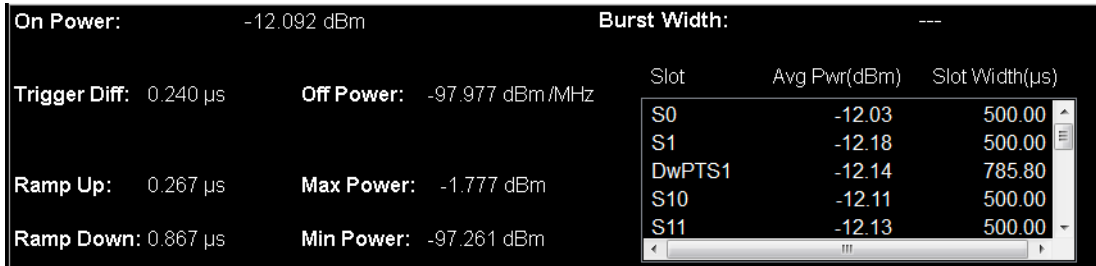 On Power: -12.092 dBm Burst Width: ---
Slot Avg Pwr(dBm) Slot Width(µs)
Trigger Diff: 0.240 µs Off Power: -97.977 dBm/MHz
S0 -12.03 500.00
S1 -12.18 500.00
DwPTS1 -12.14 785.80
Ramp Up: 0.267 µs Max Power: -1.777 dBm
S10 -12.11 500.00
S11 -12.13 500.00
Ramp Down: 0.867 µs Min Power: -97.261 dBm